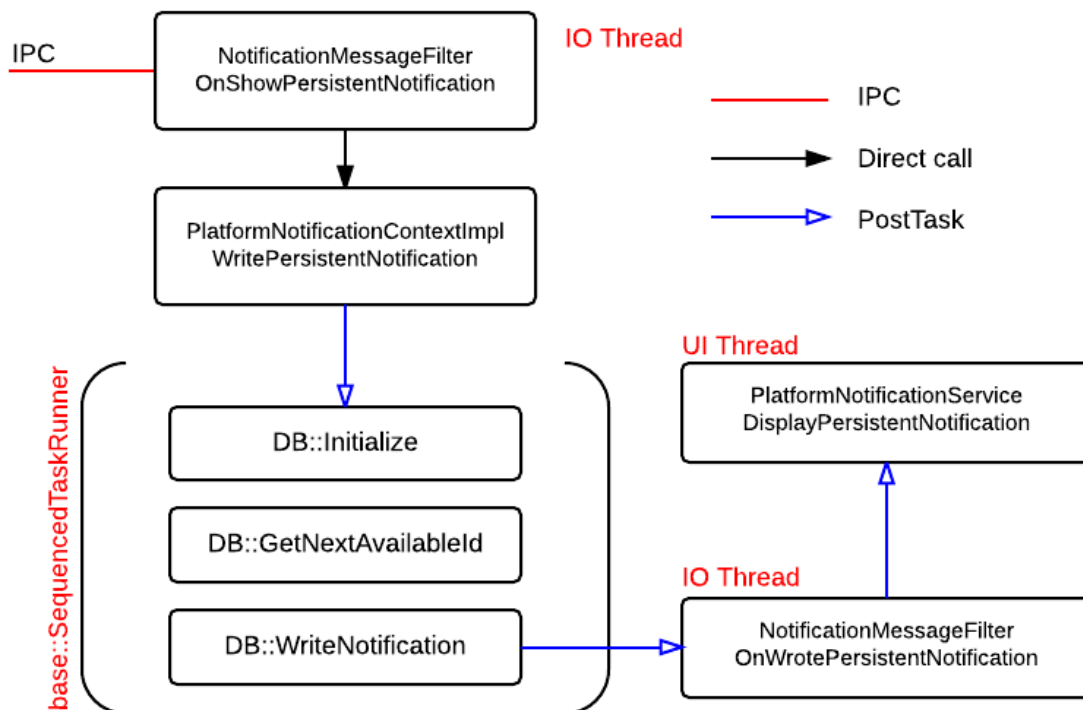 IPC
NotificationMessageFilter
OnShowPersistentNotification
IO Thread
IPC
Direct call
PostTask
PlatformNotificationContextImpl
WritePersistentNotification
base::SequencedTaskRunner
DB::Initialize
DB::GetNextAvailableId
DB::WriteNotification
UI Thread
PlatformNotificationService
DisplayPersistentNotification
IO Thread
NotificationMessageFilter
OnWrotePersistentNotification